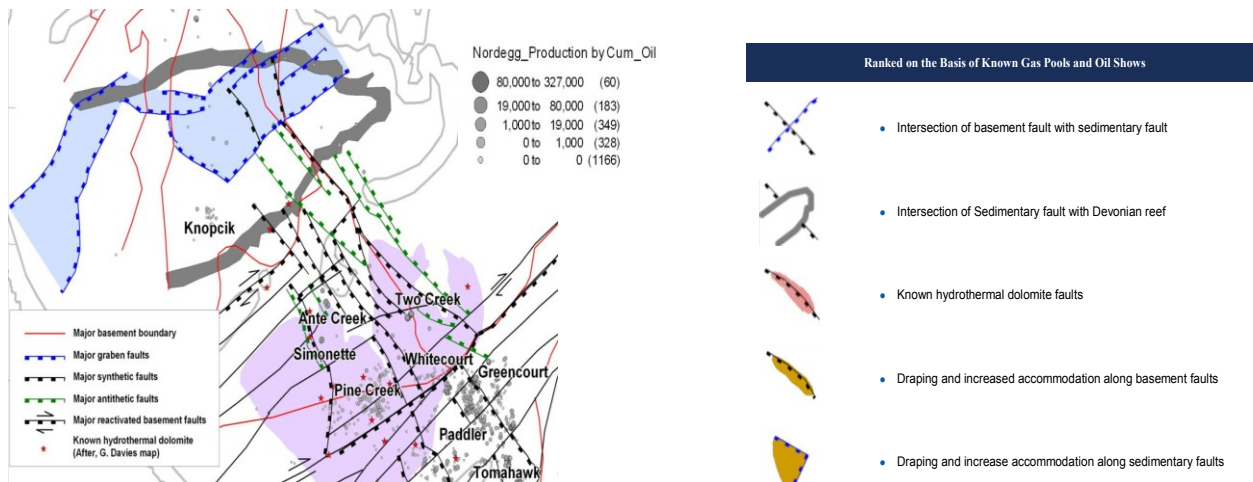 Nordegg_Production by Cum_Oil
80,000 to 327,000 (60)
19,000 to 80,000 (183)
1,000 to 19,000 (349)
0 to 1,000 (328)
0 to 0 (1166)
Knopcik
Two Creek
Ante Creek
Simonette
Whitecourt
Greencourt
Pine Creek
Paddler
Tomahawk
Major basement boundary
Major graben faults
Major synthetic faults
Major antithetic faults
Major reactivated basement faults
Known hydrothermal dolomite
(After, G. Davies map)
Ranked on the Basis of Known Gas Pools and Oil Shows
• Intersection of basement fault with sedimentary fault
• Intersection of Sedimentary fault with Devonian reef
• Known hydrothermal dolomite faults
• Draping and increased accommodation along basement faults
• Draping and increase accommodation along sedimentary faults